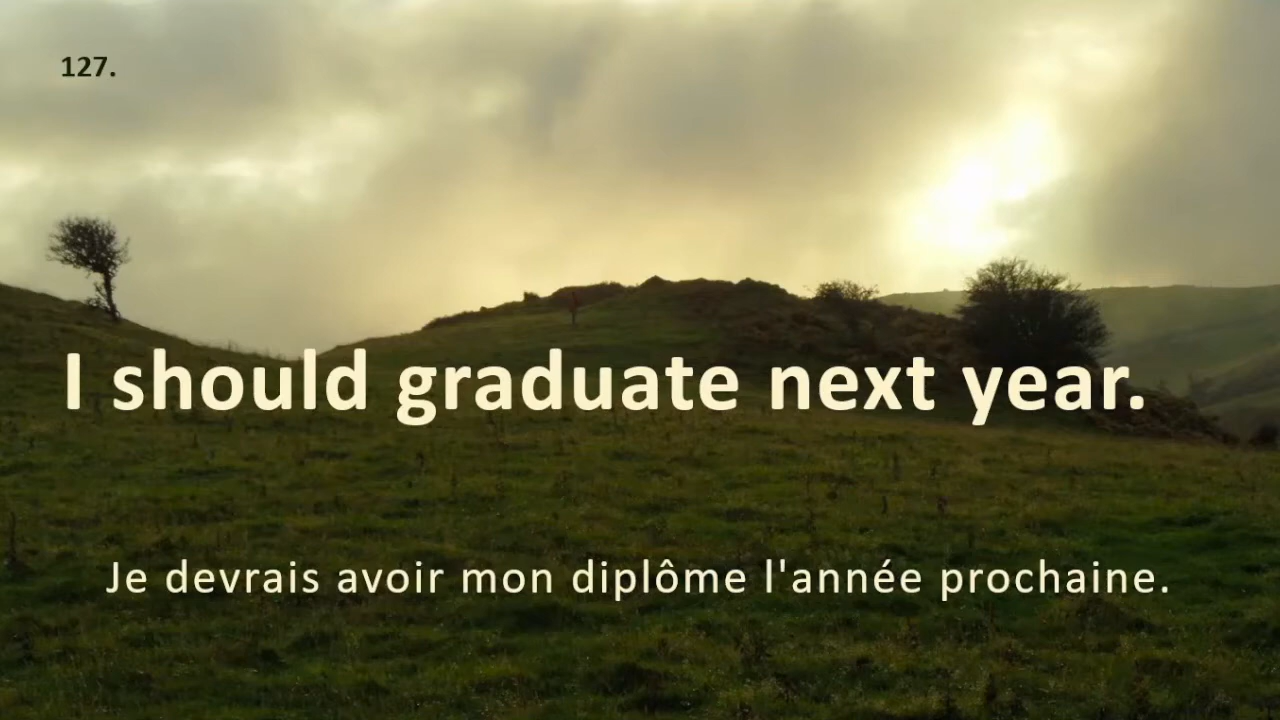 127.
I should graduate next year.
Je devrais avoir mon diplôme l'année prochaine.